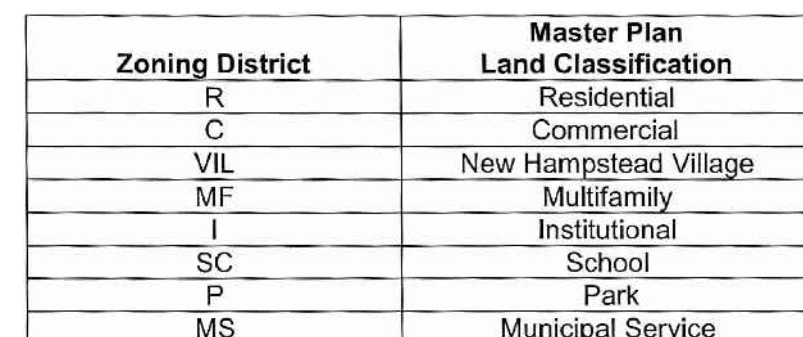 Zoning District
Master Plan
Land Classification
R Residential
C Commercial
VIL New Hampstead Village
MF Multifamily
I Institutional
SC School
P Park
MS Municipal Service